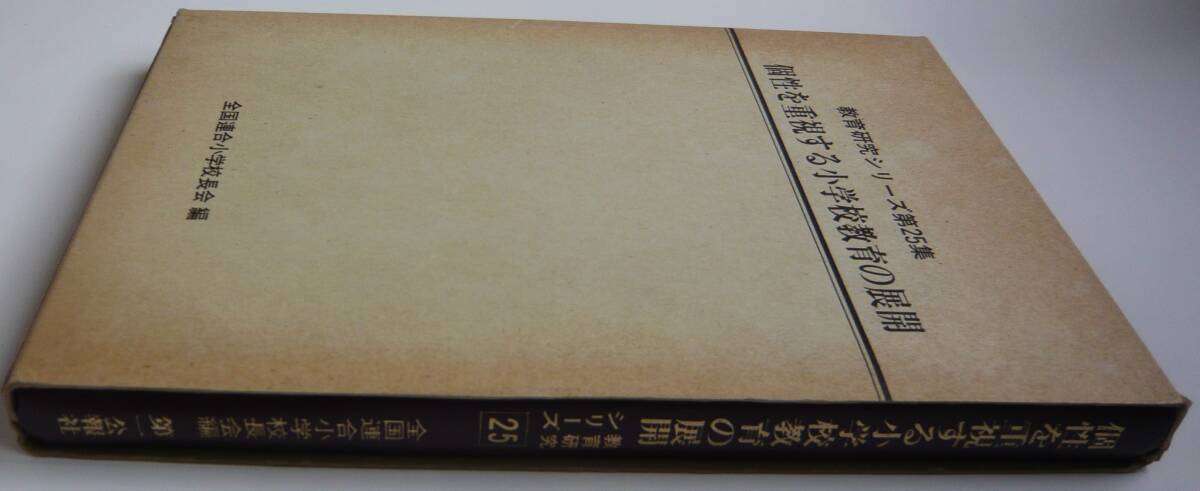 教育研究シリーズ第25集
個性を重視する小学校教育の展開
全国連合小学校長会 編
個性を重視する小学校教育の展開
教育研究
シリーズ
25
全国連合小学校長会編
第一公報社